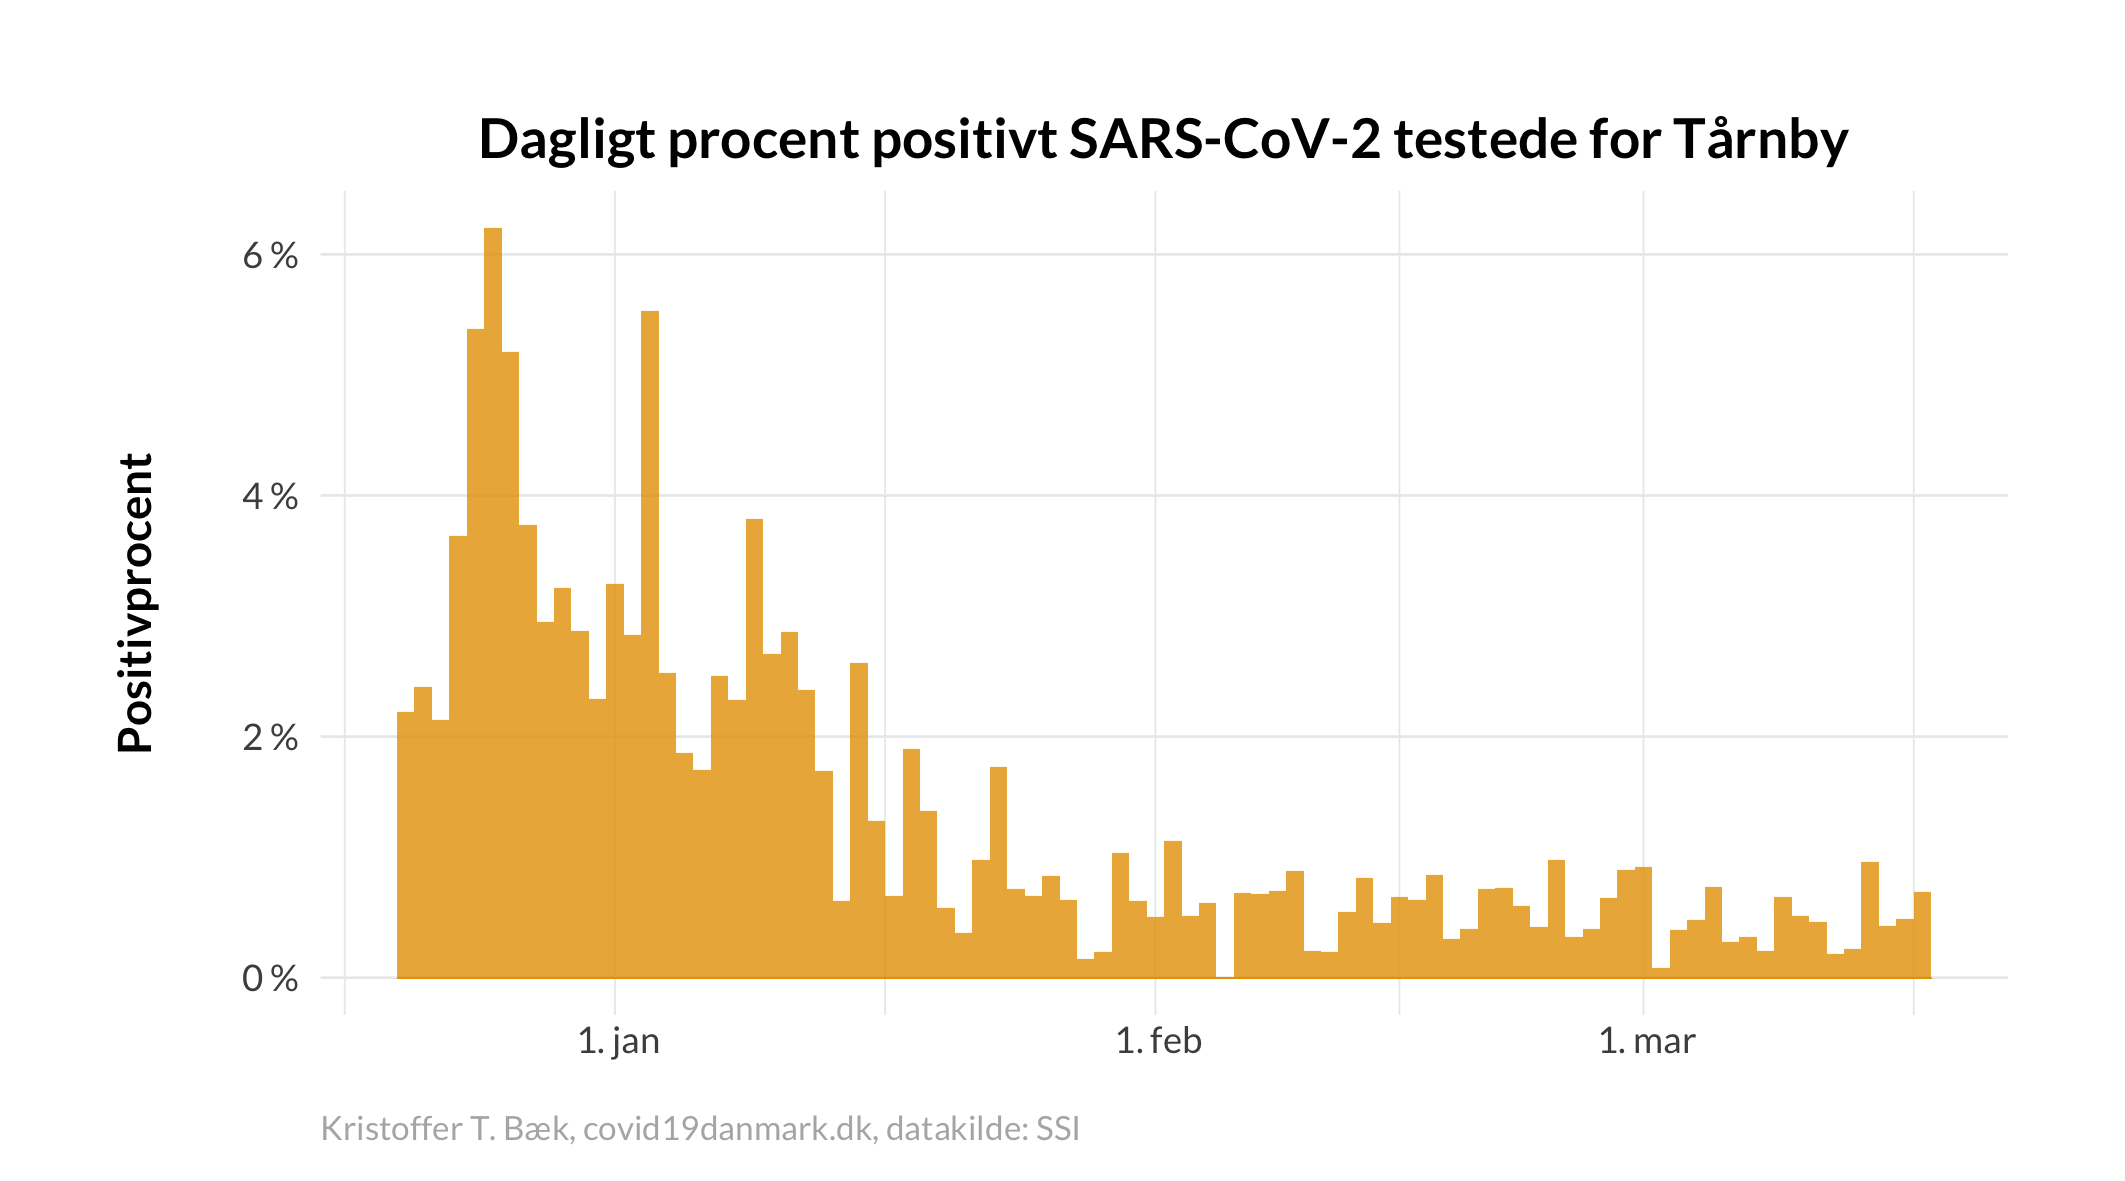 Dagligt procent positivt SARS-CoV-2 testede for Tårnby
Positivprocent
6 %
4 %
2 %
0 %
1. jan
1. feb
1. mar
Kristoffer T. Bæk, covid19danmark.dk, datakilde: SSI